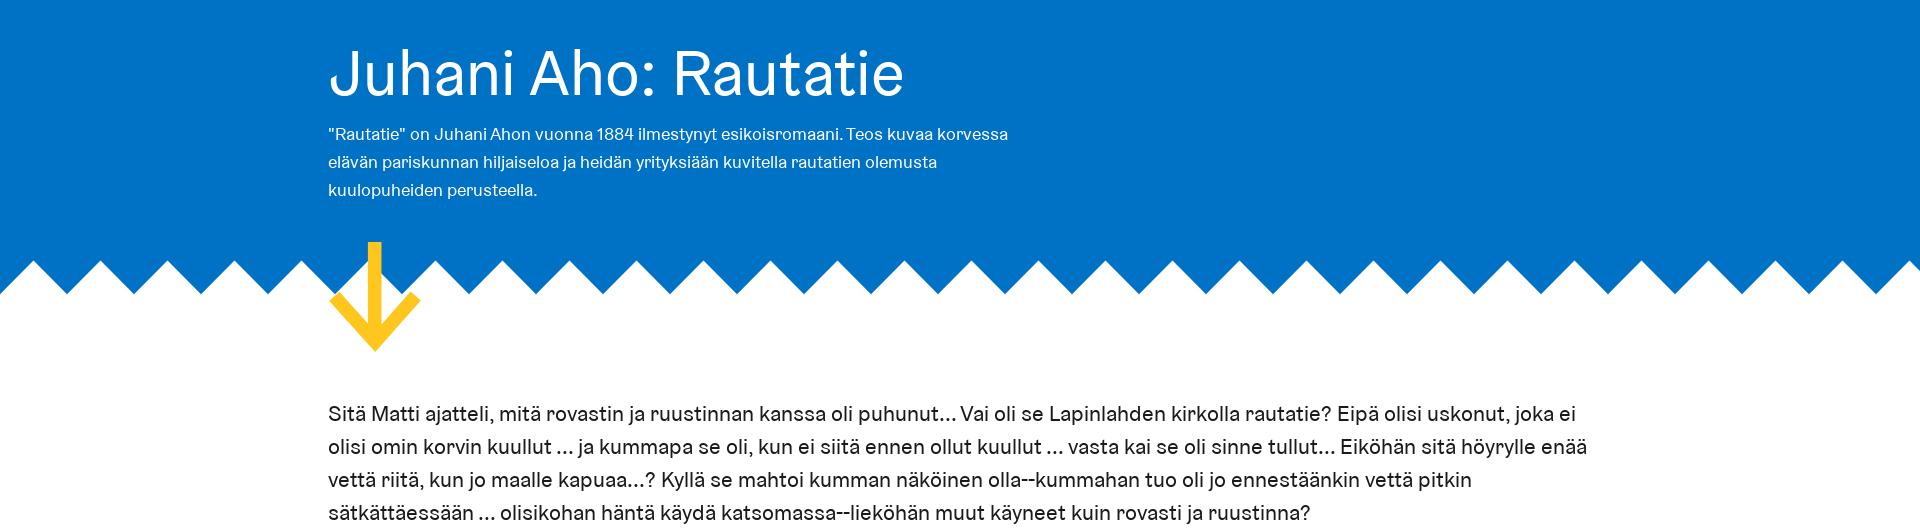 Juhani Aho: Rautatie
"Rautatie" on Juhani Ahon vuonna 1884 ilmestynyt esikoisromaani. Teos kuvaa korvessa
elävän pariskunnan hiljaiseloa ja heidän yrityksiään kuvitella rautatien olemusta
kuulopuheiden perusteella.
Sitä Matti ajatteli, mitä rovastin ja ruustinnan kanssa oli puhunut... Vai oli se Lapinlahden kirkolla rautatie? Eipä olisi uskonut, joka ei
olisi omin korvin kuullut ... ja kummapa se oli, kun ei siitä ennen ollut kuullut ... vasta kai se oli sinne tullut... Eiköhän sitä höyrylle enää
vettä riitä, kun jo maalle kapuaa...? Kyllä se mahtoi kumman näköinen olla--kummahan tuo oli jo ennestäänkin vettä pitkin
sätkättäessään ... olisikohan häntä käydä katsomassa--lieköhän muut käyneet kuin rovasti ja ruustinna?